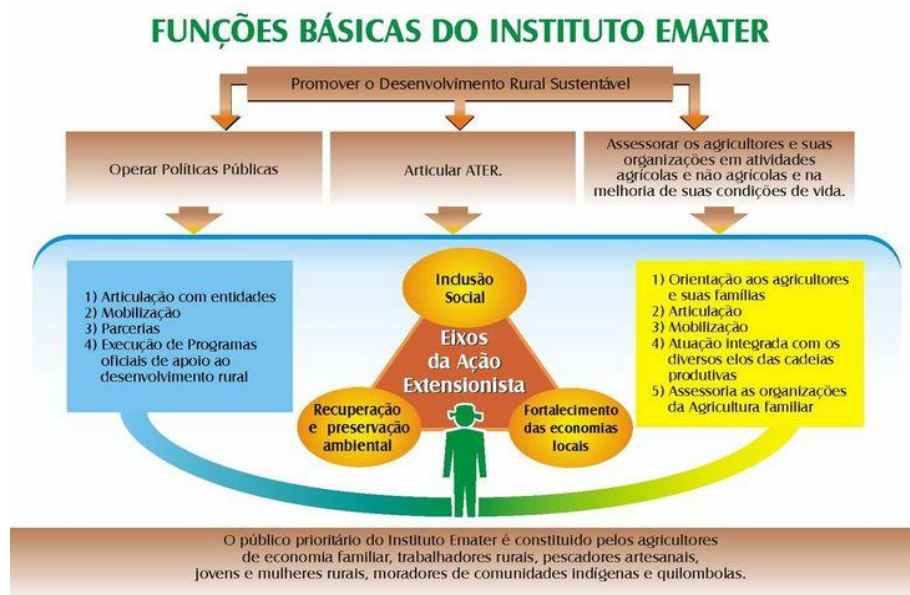 FUNÇÕES BÁSICAS DO INSTITUTO EMATER
Promover o Desenvolvimento Rural Sustentável
Operar Políticas Públicas
Articular ATER.
Assessorar os agricultores e suas
organizações em atividades
agrícolas e não agrícolas e na
melhoria de suas condições de vida.
1) Articulação com entidades
2) Mobilização
3) Parcerias
4) Execução de Programas
oficiais de apoio ao
desenvolvimento rural
Inclusão
Social
Eixos
da Ação
Extensionista
Recuperação
e preservação
ambiental
Fortalecimento
das economias
locais
1) Orientação aos agricultores
e suas famílias
2) Articulação
3) Mobilização
4) Atuação integrada com os
diversos elos das cadeias
produtivas
5) Assessoria as organizações
da Agricultura familiar
O público prioritário do Instituto Emater é constituido pelos agricultores
de economia familiar, trabalhadores rurais, pescadores artesanais,
jovens e mulheres rurais, moradores de comunidades indígenas e quilombolas.